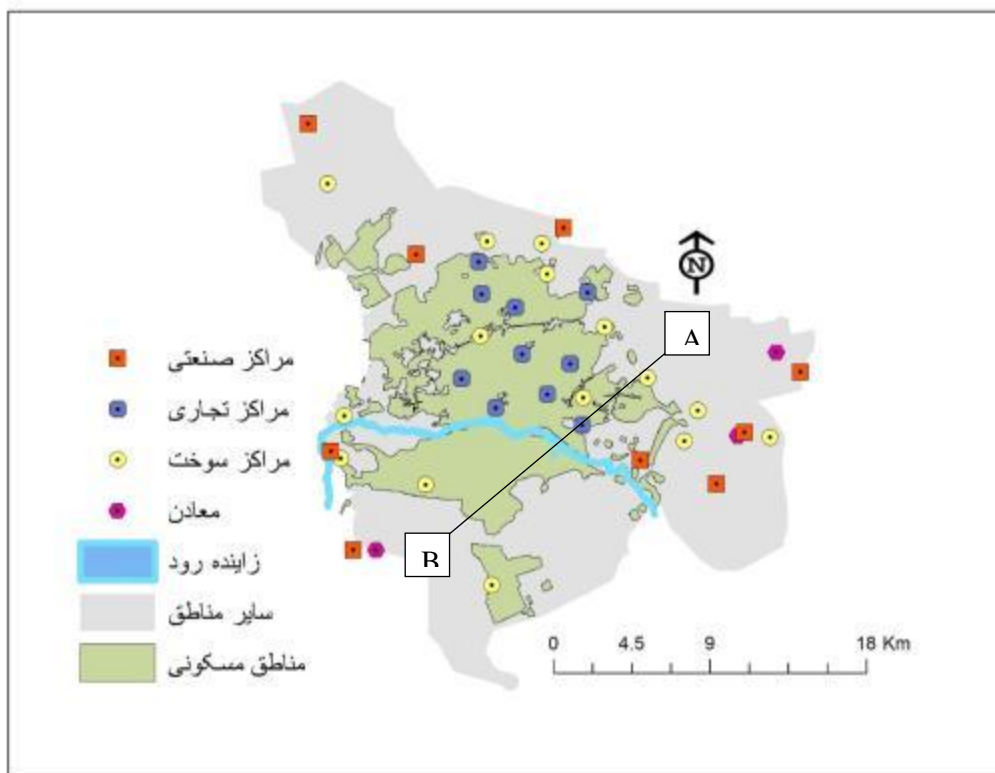 N
A
B
مراکز صنعتی
مراکز تجاری
مراکز سوخت
معادن
زاینده رود
سایر مناطق
مناطق مسکونی
0 4.5 9 18 Km